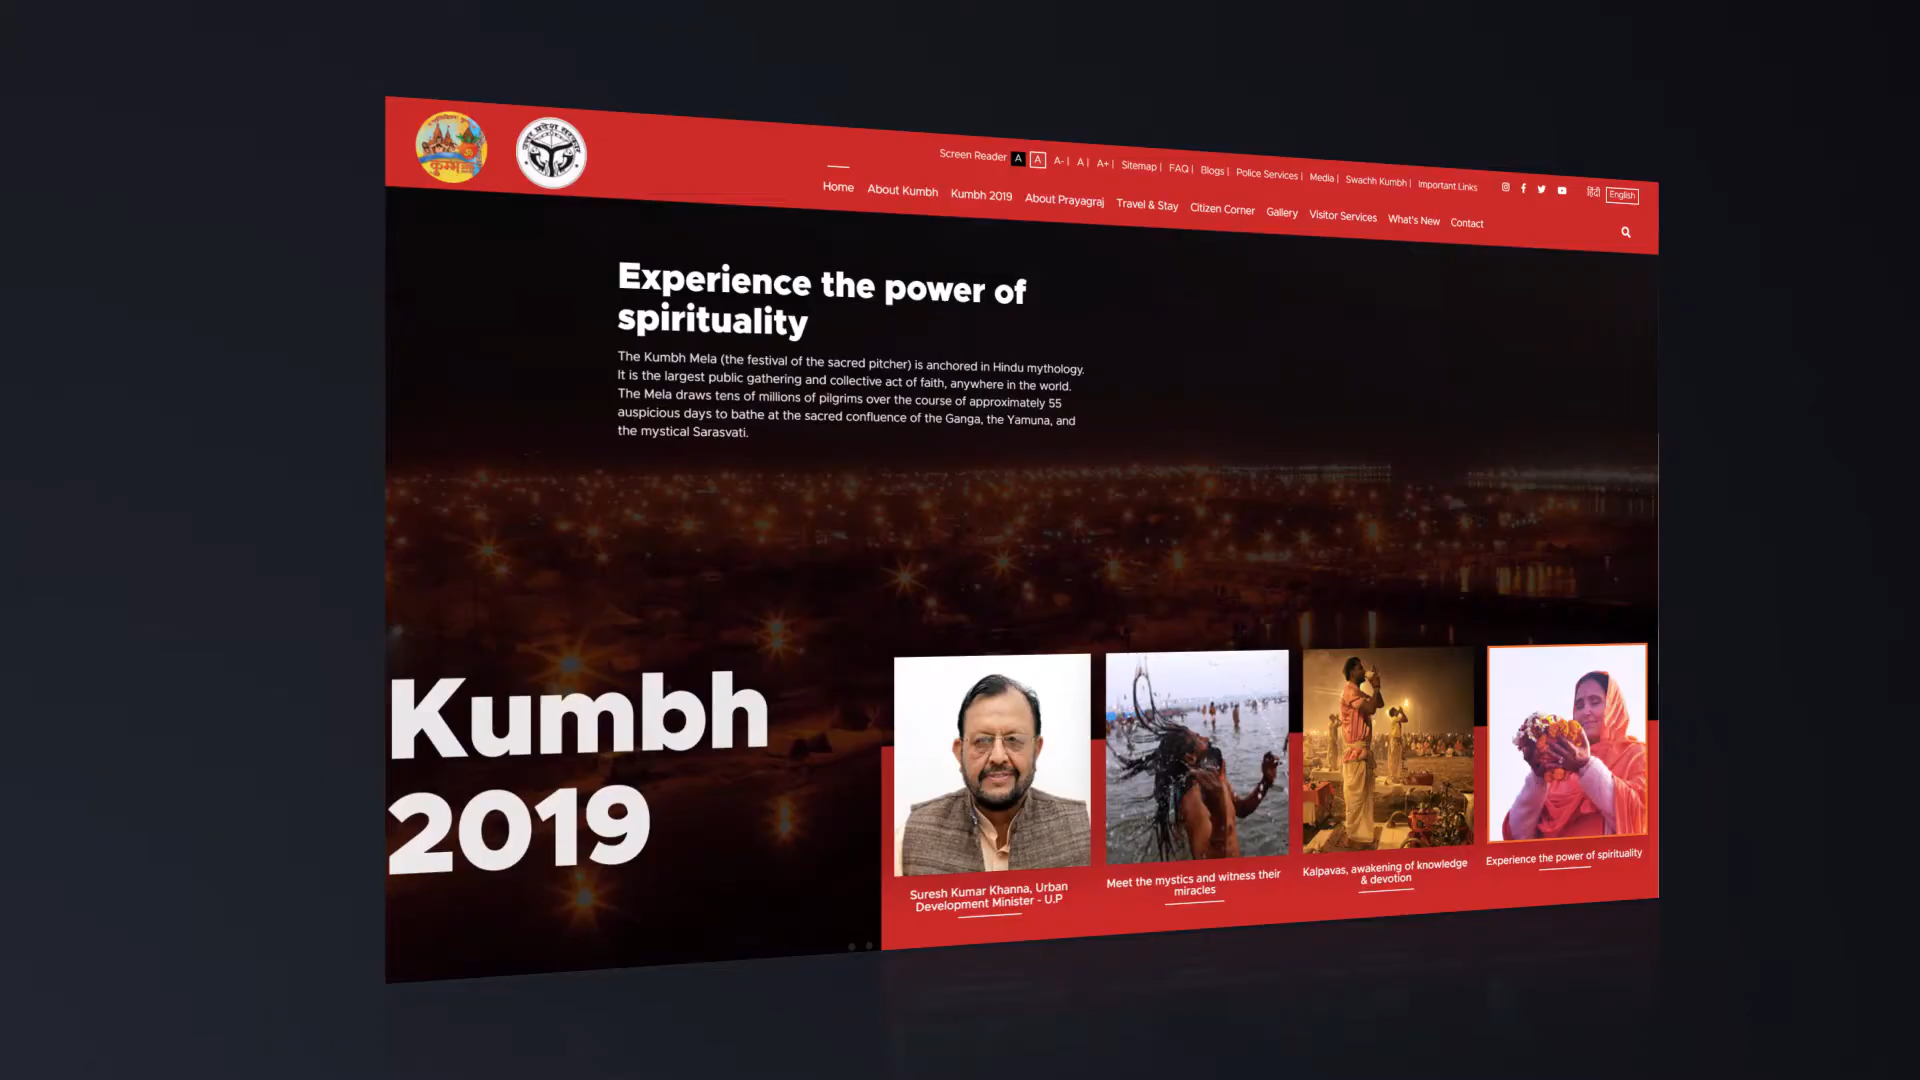 कुम्भ
उत्तर प्रदेश सरकार
Screen Reader A A A- | A | A+ | Sitemap | FAQ | Blogs | Police Services | Media | Swachh Kumbh | Important Links हिंदी English
Home About Kumbh Kumbh 2019 About Prayagraj Travel & Stay Citizen Corner Gallery Visitor Services What's New Contact
Experience the power of
spirituality
The Kumbh Mela (the festival of the sacred pitcher) is anchored in Hindu mythology.
It is the largest public gathering and collective act of faith, anywhere in the world.
The Mela draws tens of millions of pilgrims over the course of approximately 55
auspicious days to bathe at the sacred confluence of the Ganga, the Yamuna, and
the mystical Sarasvati.
Kumbh
2019
Suresh Kumar Khanna, Urban
Development Minister - U.P
Meet the mystics and witness their
miracles
Kalpavas, awakening of knowledge
& devotion
Experience the power of spirituality